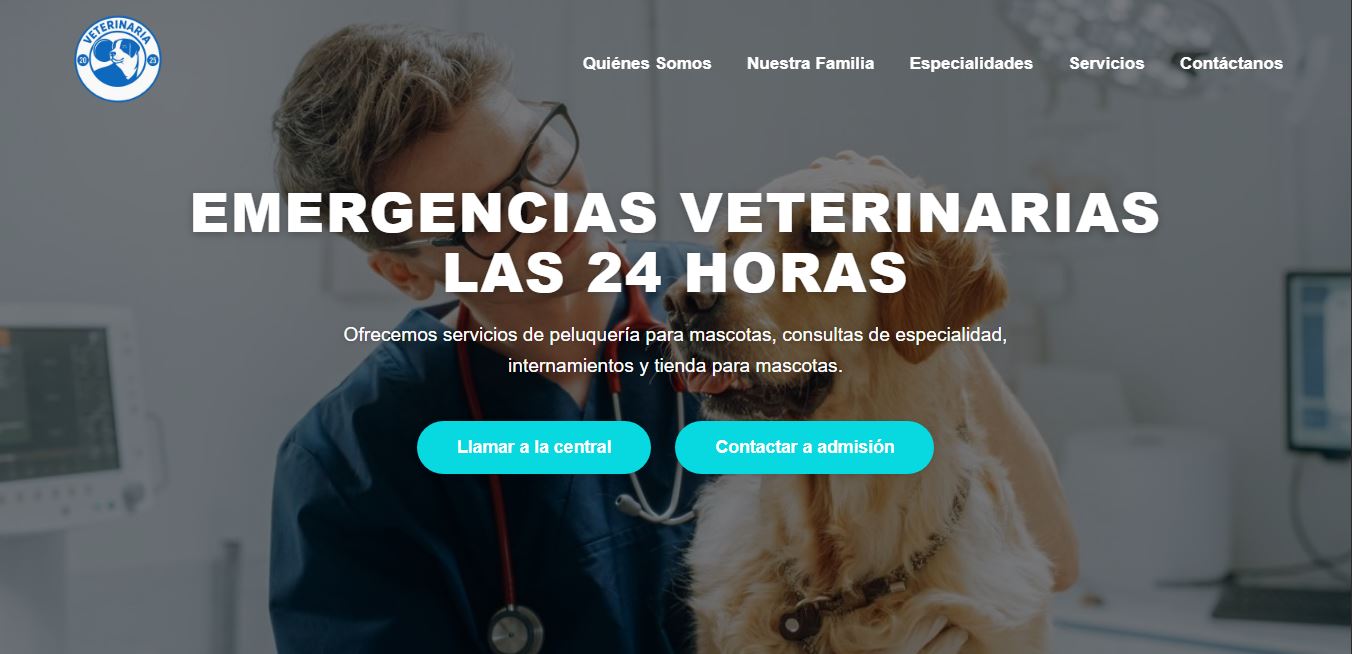 VETERINARIA
20 25
Quiénes Somos Nuestra Familia Especialidades Servicios Contáctanos
EMERGENCIAS VETERINARIAS
LAS 24 HORAS
Ofrecemos servicios de peluquería para mascotas, consultas de especialidad,
internamientos y tienda para mascotas.
Llamar a la central Contactar a admisión